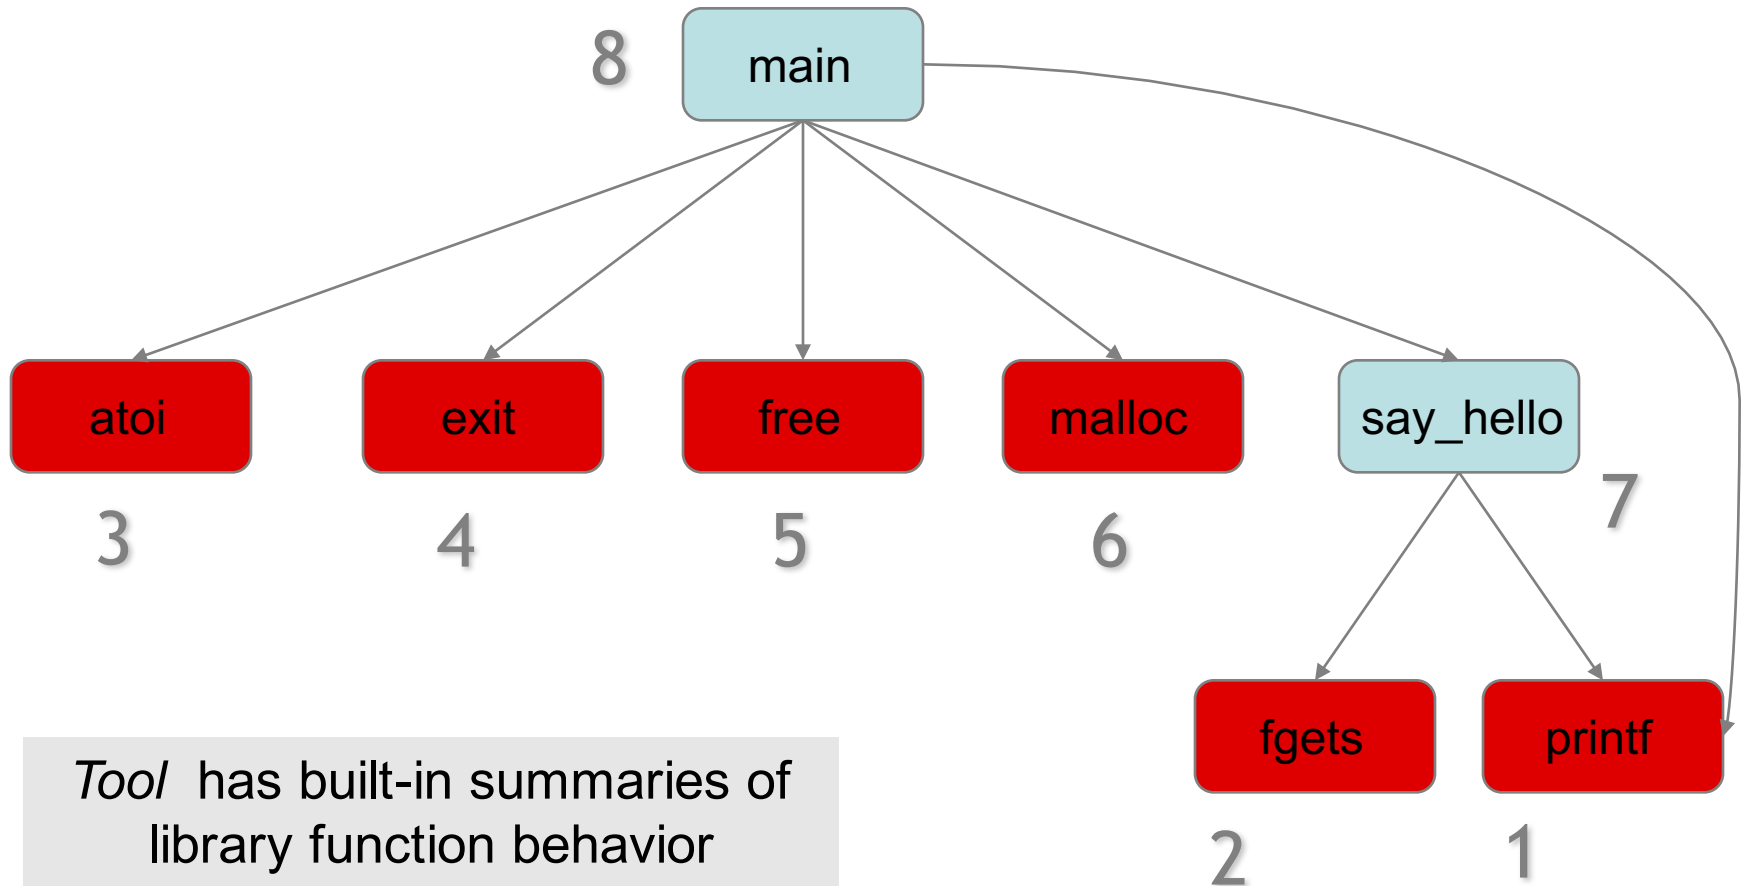 8
main
atoi
exit
free
malloc
say_hello
3
4
5
6
7
fgets
printf
Tool has built-in summaries of
library function behavior
2
1